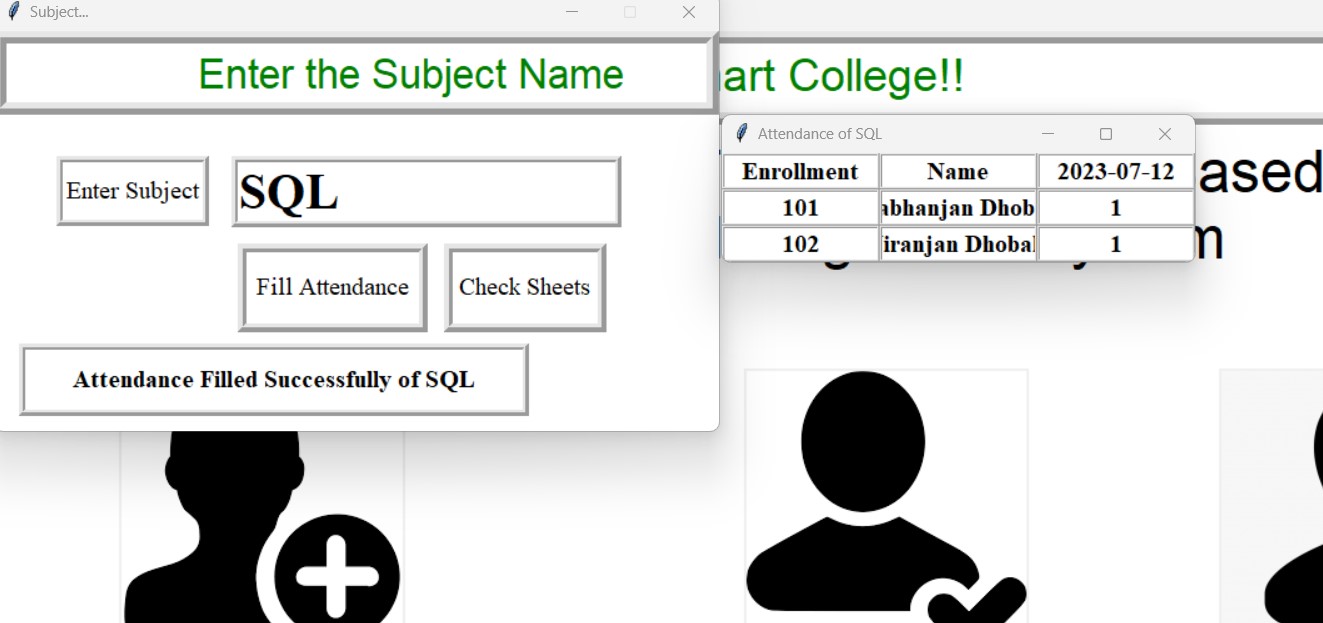 Subject...
Enter the Subject Name
art College!!
Enter Subject
SQL
Fill Attendance
Check Sheets
Attendance Filled Successfully of SQL
Attendance of SQL
Enrollment Name 2023-07-12
101 abhanjan Dhob 1
102 iranjan Dhobal 1
ased
m